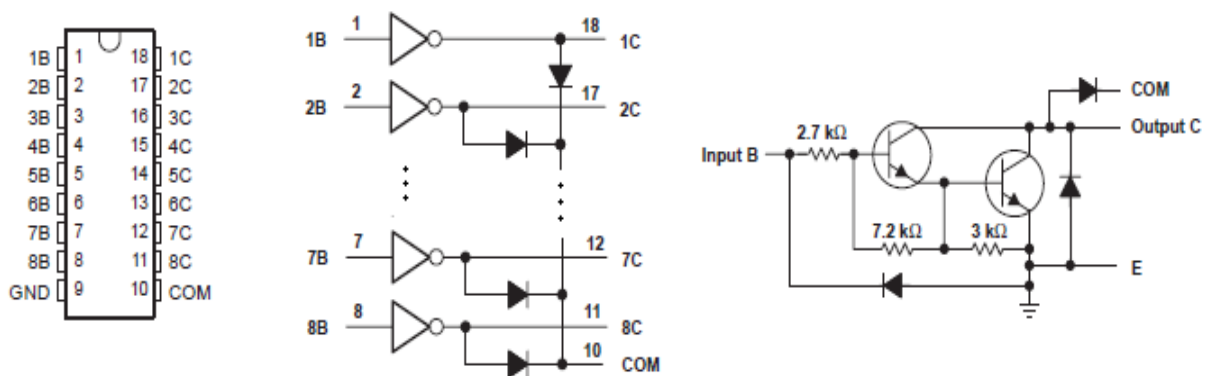 1B 1 18 1C
2B 2 17 2C
3B 3 16 3C
4B 4 15 4C
5B 5 14 5C
6B 6 13 6C
7B 7 12 7C
8B 8 11 8C
GND 9 10 COM
1B 1 18 1C
2B 2 17 2C
7B 7 12 7C
8B 8 11 8C
10 COM
COM
Output C
2.7 kΩ
Input B
7.2 kΩ 3 kΩ
E